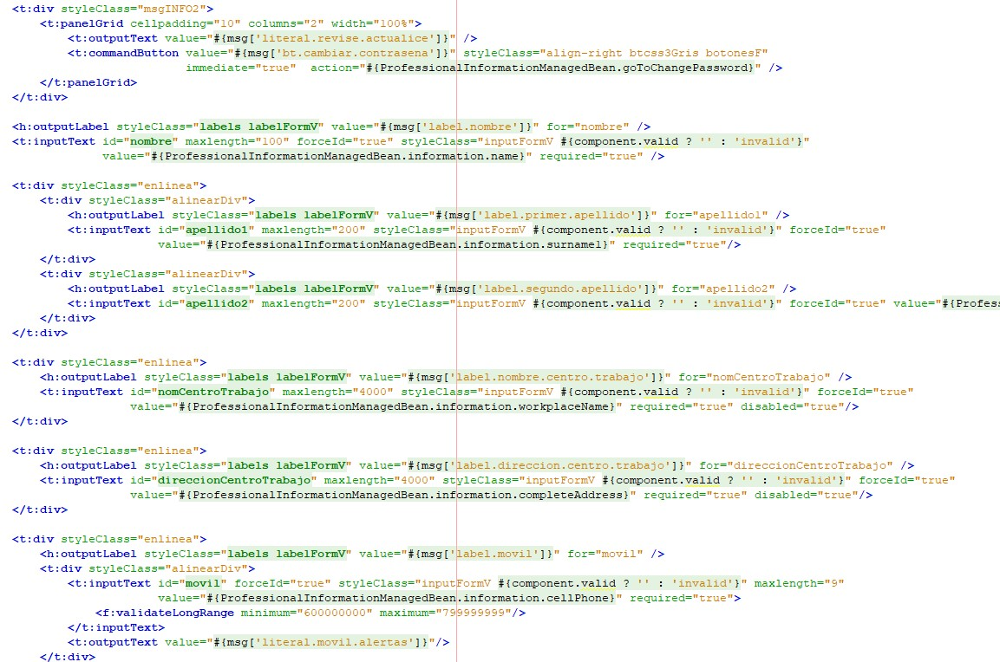 <t:div styleClass="msgINFO2">
<t:panelGrid cellpadding="10" columns="2" width="100%">
<t:outputText value="#{msg['literal.revise.actualice']}" />
<t:commandButton value="#{msg['bt.cambiar.contrasena']}" styleClass="align-right btcss3Gris botonesF"
immediate="true"  action="#{ProfessionalInformationManagedBean.goToChangePassword}" />
</t:panelGrid>
</t:div>
<h:outputLabel styleClass="labels labelFormV" value="#{msg['label.nombre']}" for="nombre" />
<t:inputText id="nombre" maxlength="100" forceId="true" styleClass="inputFormV #{component.valid ? '' : 'invalid'}"
value="#{ProfessionalInformationManagedBean.information.name}" required="true" />
<t:div styleClass="enlinea">
<t:div styleClass="alinearDiv">
<h:outputLabel styleClass="labels labelFormV" value="#{msg['label.primer.apellido']}" for="apellido1" />
<t:inputText id="apellido1" maxlength="200" styleClass="inputFormV #{component.valid ? '' : 'invalid'}" forceId="true"
value="#{ProfessionalInformationManagedBean.information.surname1}" required="true"/>
</t:div>
<t:div styleClass="alinearDiv">
<h:outputLabel styleClass="labels labelFormV" value="#{msg['label.segundo.apellido']}" for="apellido2" />
<t:inputText id="apellido2" maxlength="200" styleClass="inputFormV #{component.valid ? '' : 'invalid'}" forceId="true" value="#{Profess
</t:div>
</t:div>
<t:div styleClass="enlinea">
<h:outputLabel styleClass="labels labelFormV" value="#{msg['label.nombre.centro.trabajo']}" for="nomCentroTrabajo" />
<t:inputText id="nomCentroTrabajo" maxlength="4000" styleClass="inputFormV #{component.valid ? '' : 'invalid'}" forceId="true"
value="#{ProfessionalInformationManagedBean.information.workplaceName}" required="true" disabled="true"/>
</t:div>
<t:div styleClass="enlinea">
<h:outputLabel styleClass="labels labelFormV" value="#{msg['label.direccion.centro.trabajo']}" for="direccionCentroTrabajo" />
<t:inputText id="direccionCentroTrabajo" maxlength="4000" styleClass="inputFormV #{component.valid ? '' : 'invalid'}" forceId="true"
value="#{ProfessionalInformationManagedBean.information.completeAddress}" required="true" disabled="true"/>
</t:div>
<t:div styleClass="enlinea">
<h:outputLabel styleClass="labels labelFormV" value="#{msg['label.movil']}" for="movil" />
<t:div styleClass="alinearDiv">
<t:inputText id="movil" forceId="true" styleClass="inputFormV #{component.valid ? '' : 'invalid'}" maxlength="9"
value="#{ProfessionalInformationManagedBean.information.cellPhone}" required="true">
<f:validateLongRange minimum="600000000" maximum="799999999"/>
</t:inputText>
<t:outputText value="#{msg['literal.movil.alertas']}"/>
</t:div>